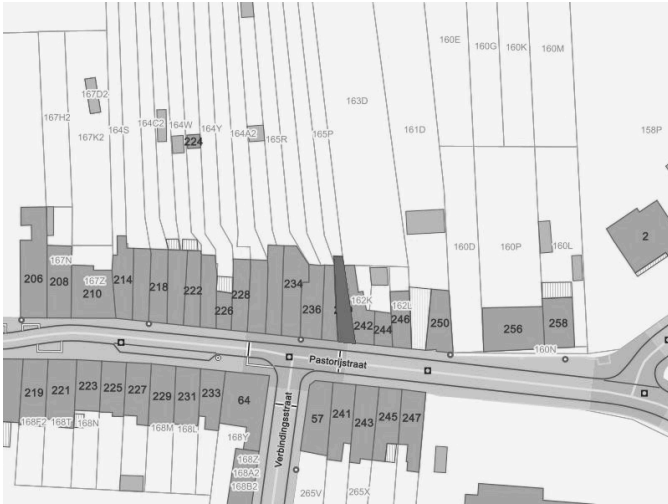 160E
160G
160K
160M
163D
167D2
164C2
164W
164Y
164A2
165R
165P
161D
158P
167H2
167K2
164S
224
2
160D
160P
160L
167N
167Z
206
208
210
214
218
222
226
228
234
236
162K
162L
242
244
246
250
256
258
160N
Pastorijstraat
219
221
223
225
227
229
231
233
64
57
241
243
245
247
Verbindingsstraat
168F2
168T
168N
168M
168L
168Y
168Z
168A2
168B2
265V
265X